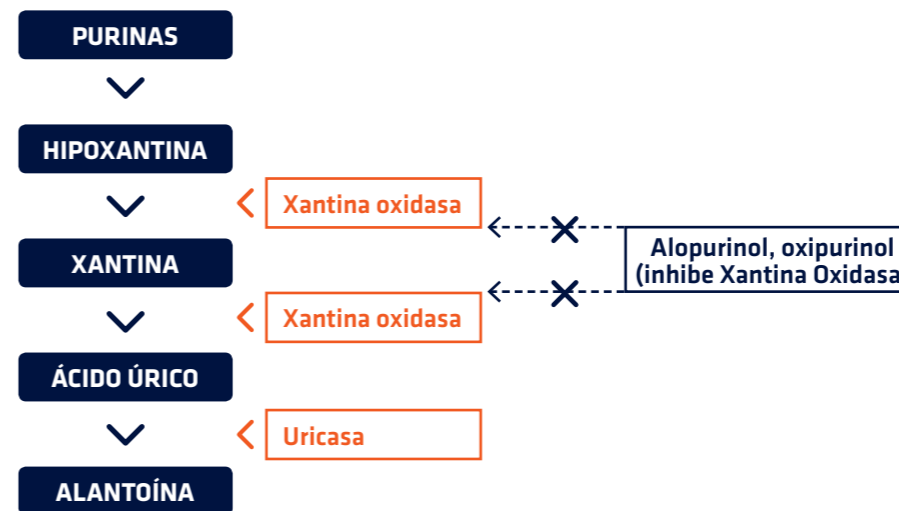 PURINAS
HIPOXANTINA
Xantina oxidasa
Alopurinol, oxipurinol
(inhibe Xantina Oxidasa
XANTINA
Xantina oxidasa
ÁCIDO ÚRICO
Uricasa
ALANTOÍNA